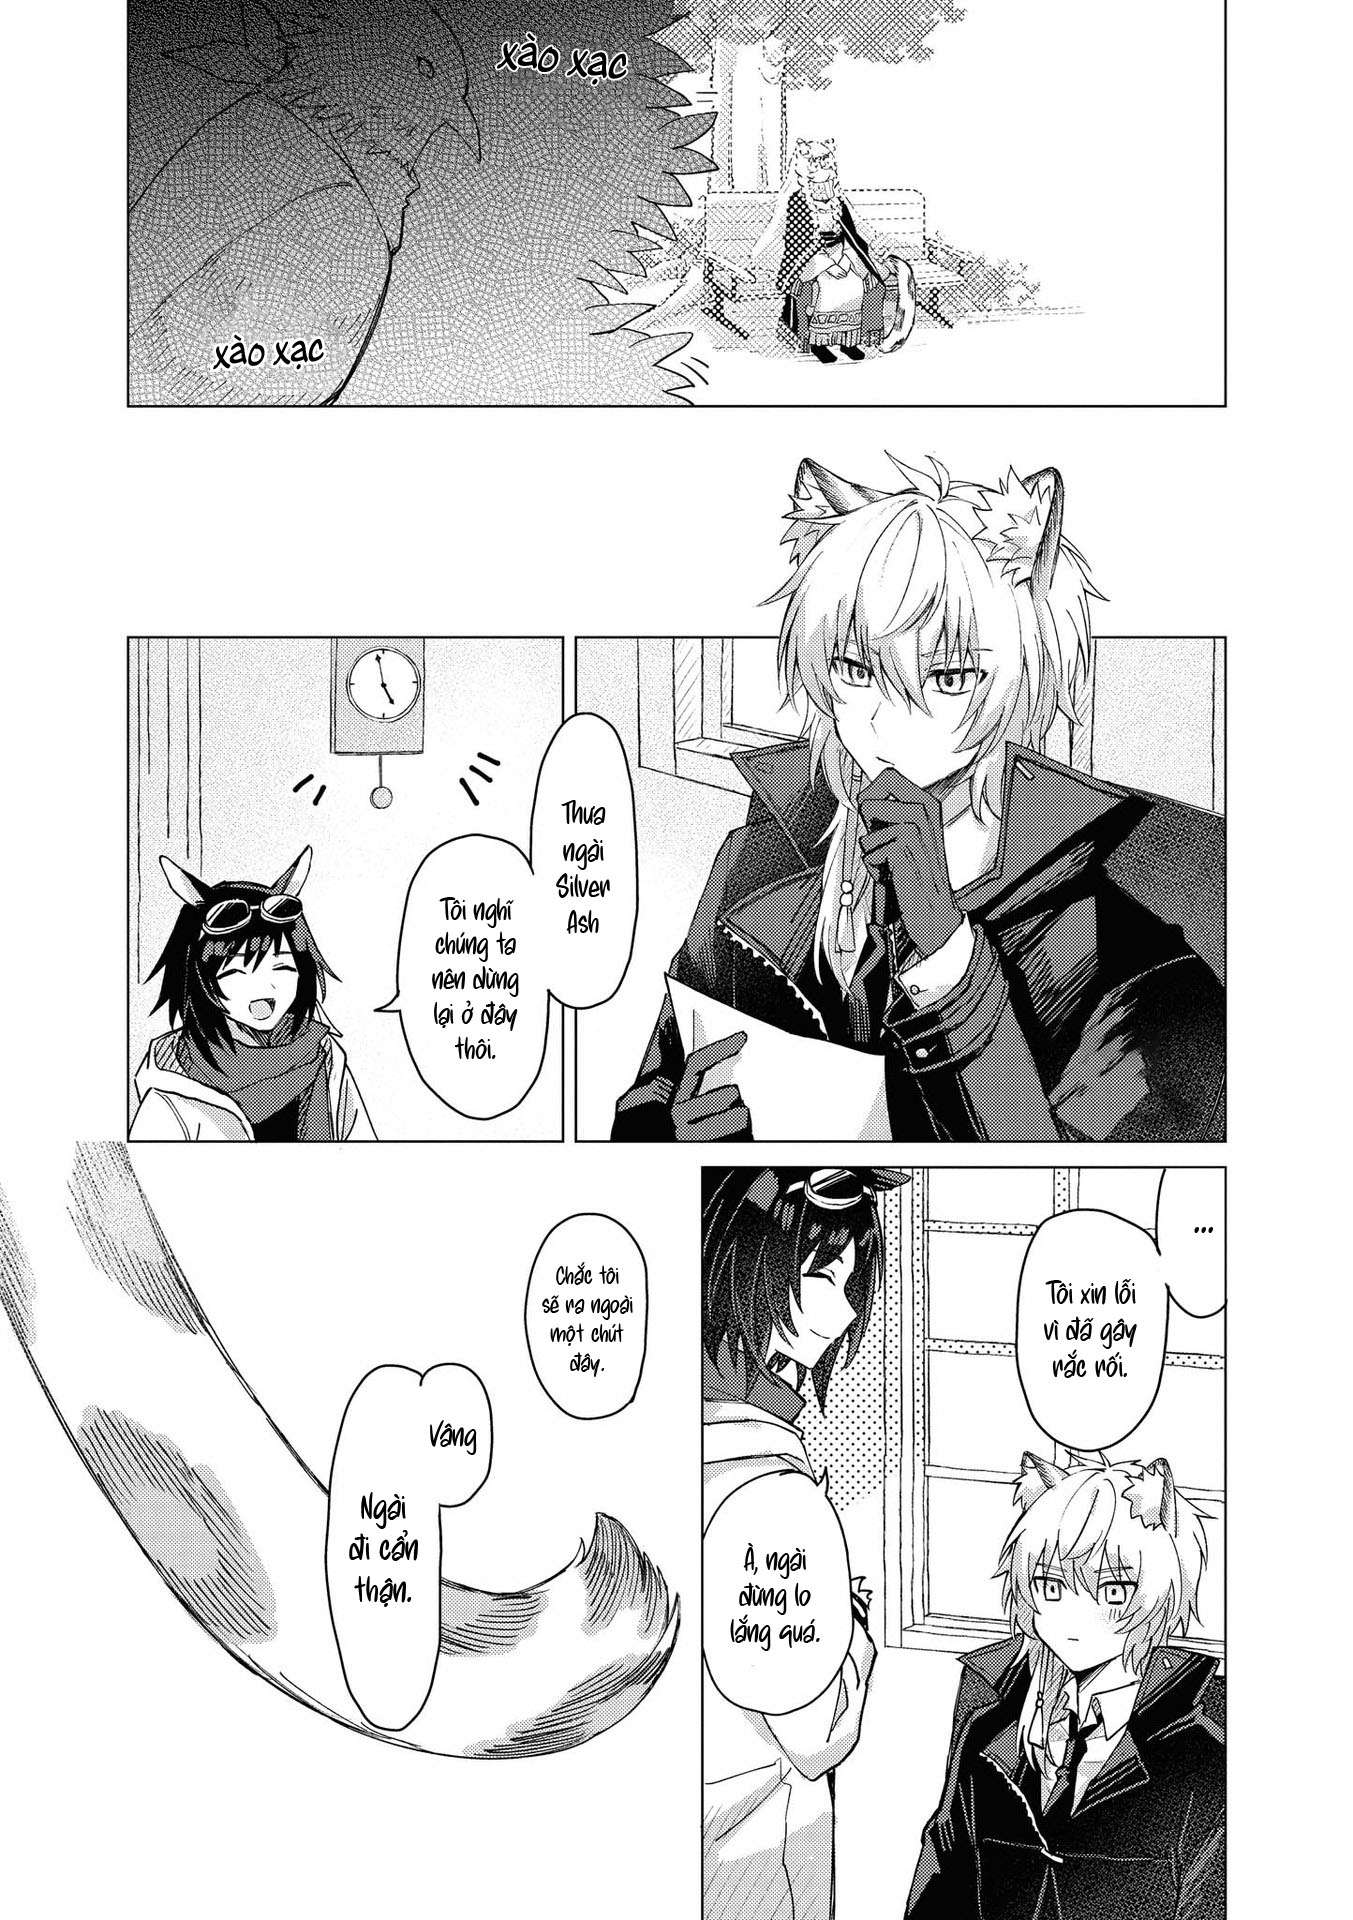 xào xạc
xào xạc
Thưa
ngài
Silver
Ash
Tôi nghĩ
chúng ta
nên dừng
lại ở đây
thôi.
...
Tôi xin lỗi
vì đã gây
rắc rối.
À, ngài
đừng lo
lắng quá.
Chắc tôi
sẽ ra ngoài
một chút
đây.
Vâng
Ngài
đi cẩn
thận.